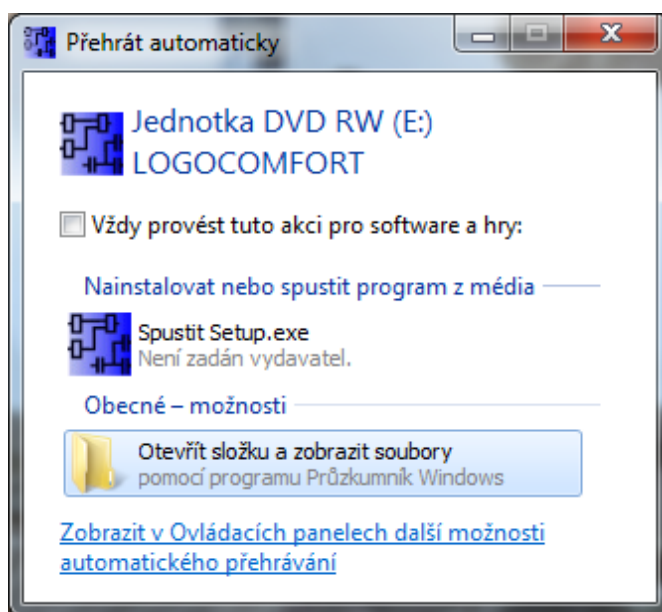 Přehrát automaticky
Jednotka DVD RW (E:)
LOGOCOMFORT
Vždy provést tuto akci pro software a hry:
Nainstalovat nebo spustit program z média
Spustit Setup.exe
Není zadán vydavatel.
Obecné – možnosti
Otevřít složku a zobrazit soubory
pomocí programu Průzkumník Windows
Zobrazit v Ovládacích panelech další možnosti
automatického přehrávání